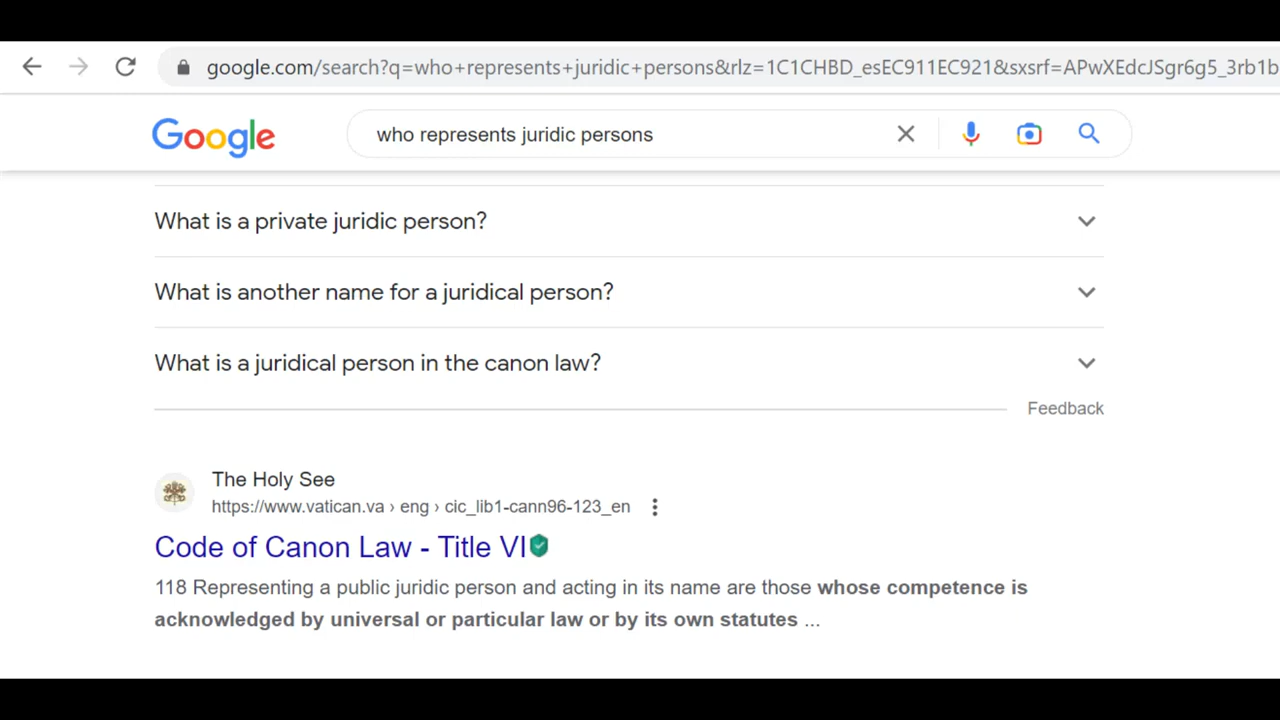 google.com/search?q=who+represents+juridic+persons&rlz=1C1CHBD_esEC911EC921&sxsrf=APwXEdcJSgr6g5_3rb1b
Google
who represents juridic persons
What is a private juridic person?
What is another name for a juridical person?
What is a juridical person in the canon law?
Feedback
The Holy See
https://www.vatican.va › eng › cic_lib1-cann96-123_en
Code of Canon Law - Title VI
118 Representing a public juridic person and acting in its name are those whose competence is
acknowledged by universal or particular law or by its own statutes ...